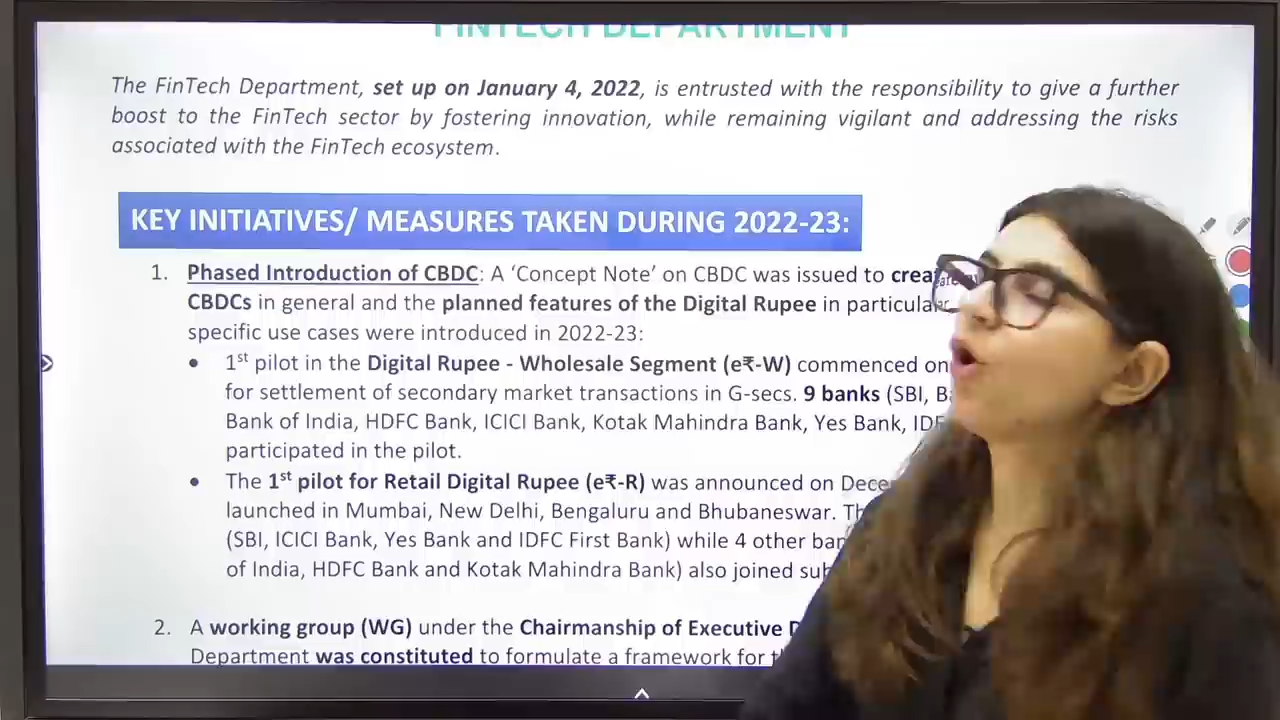 FINTECH DEPARTMENT
The FinTech Department, set up on January 4, 2022, is entrusted with the responsibility to give a further
boost to the FinTech sector by fostering innovation, while remaining vigilant and addressing the risks
associated with the FinTech ecosystem.
KEY INITIATIVES/ MEASURES TAKEN DURING 2022-23:
1. Phased Introduction of CBDC: A ‘Concept Note’ on CBDC was issued to
CBDCs in general and the planned features of the Digital Rupee in
specific use cases were introduced in 2022-23:
• 1st pilot in the Digital Rupee - Wholesale Segment (e₹-W) commenced on
for settlement of secondary market transactions in G-secs. 9 banks (SBI,
Bank of India, HDFC Bank, ICICI Bank, Kotak Mahindra Bank, Yes Bank,
participated in the pilot.
• The 1st pilot for Retail Digital Rupee (e₹-R) was announced on
launched in Mumbai, New Delhi, Bengaluru and Bhubaneswar.
(SBI, ICICI Bank, Yes Bank and IDFC First Bank) while 4 other
of India, HDFC Bank and Kotak Mahindra Bank) also joined
2. A working group (WG) under the Chairmanship of Executive
Department was constituted to formulate a framework for